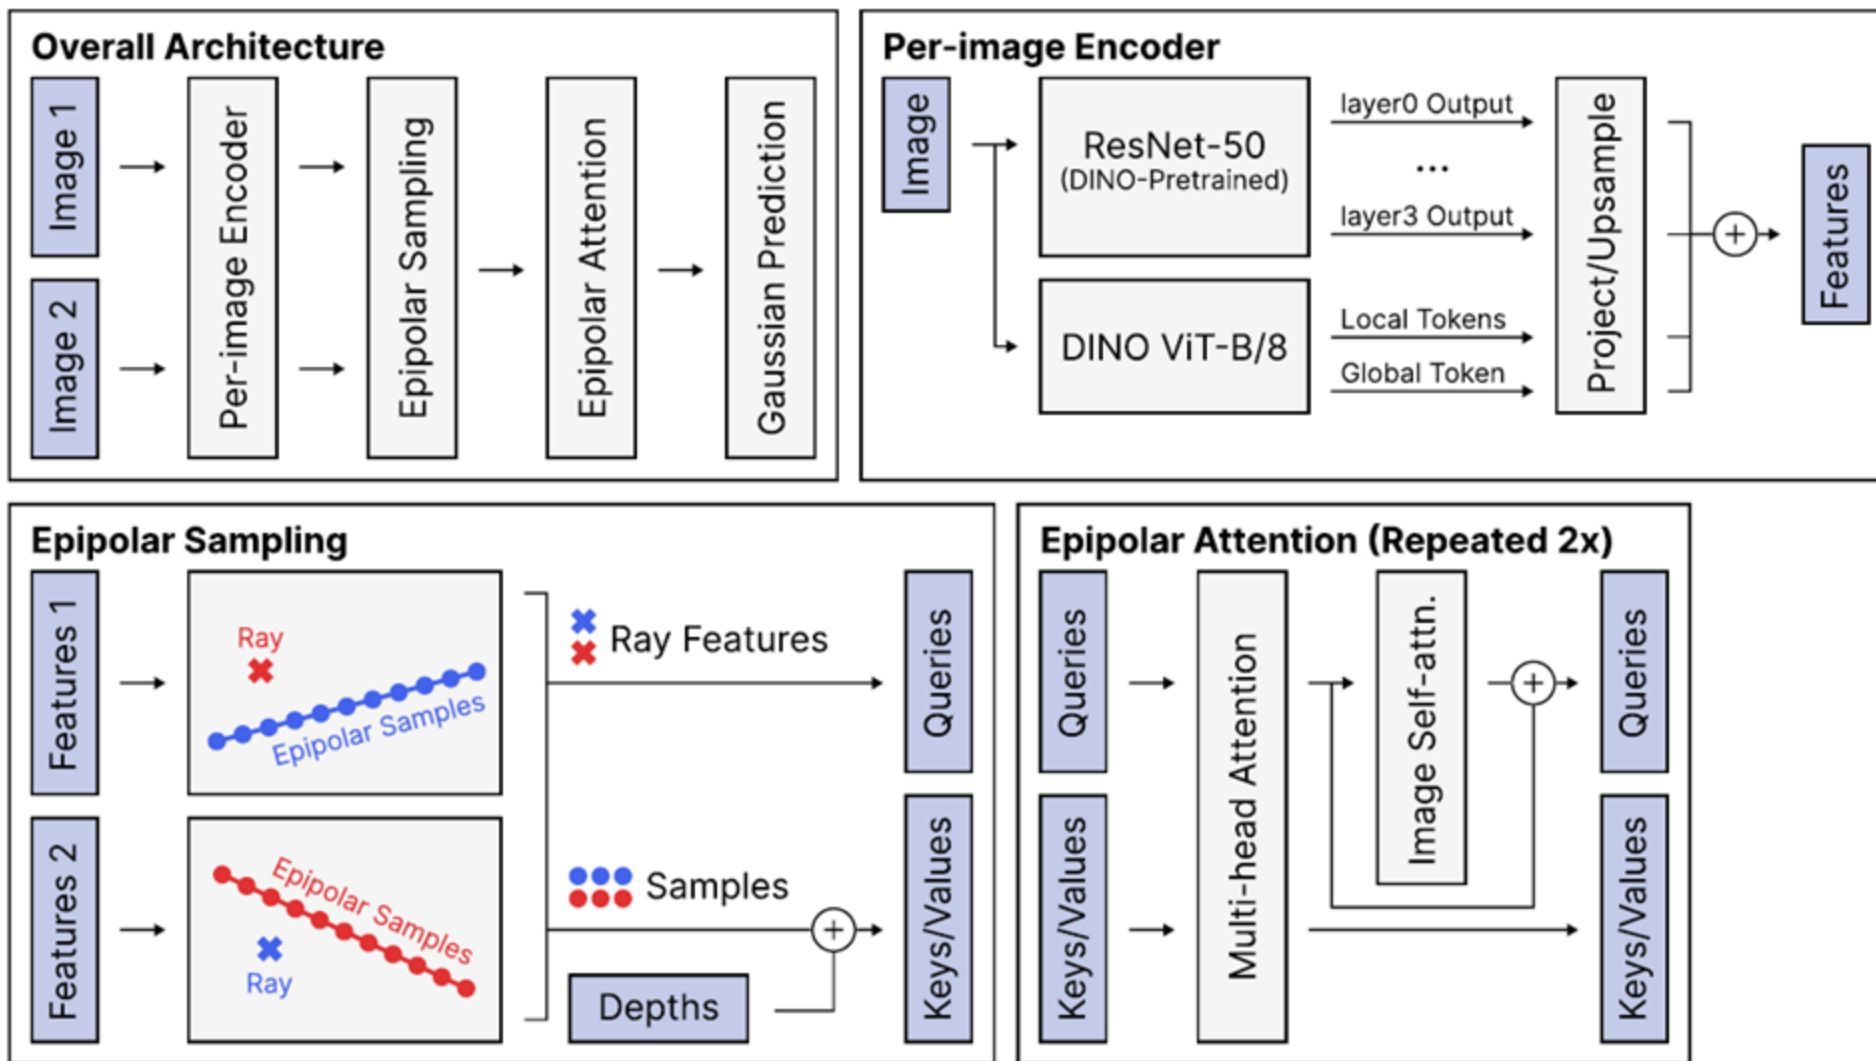 Overall Architecture
Image 1
Image 2
Per-image Encoder
Epipolar Sampling
Epipolar Attention
Gaussian Prediction
Per-image Encoder
Image
ResNet-50
(DINO-Pretrained)
DINO ViT-B/8
layer0 Output
...
layer3 Output
Local Tokens
Global Token
Project/Upsample
+
Features
Epipolar Sampling
Features 1
Features 2
Ray
Epipolar Samples
Epipolar Samples
Ray
Ray Features
Samples
+
Depths
Queries
Keys/Values
Epipolar Attention (Repeated 2x)
Queries
Keys/Values
Multi-head Attention
Image Self-attn.
+
Queries
Keys/Values